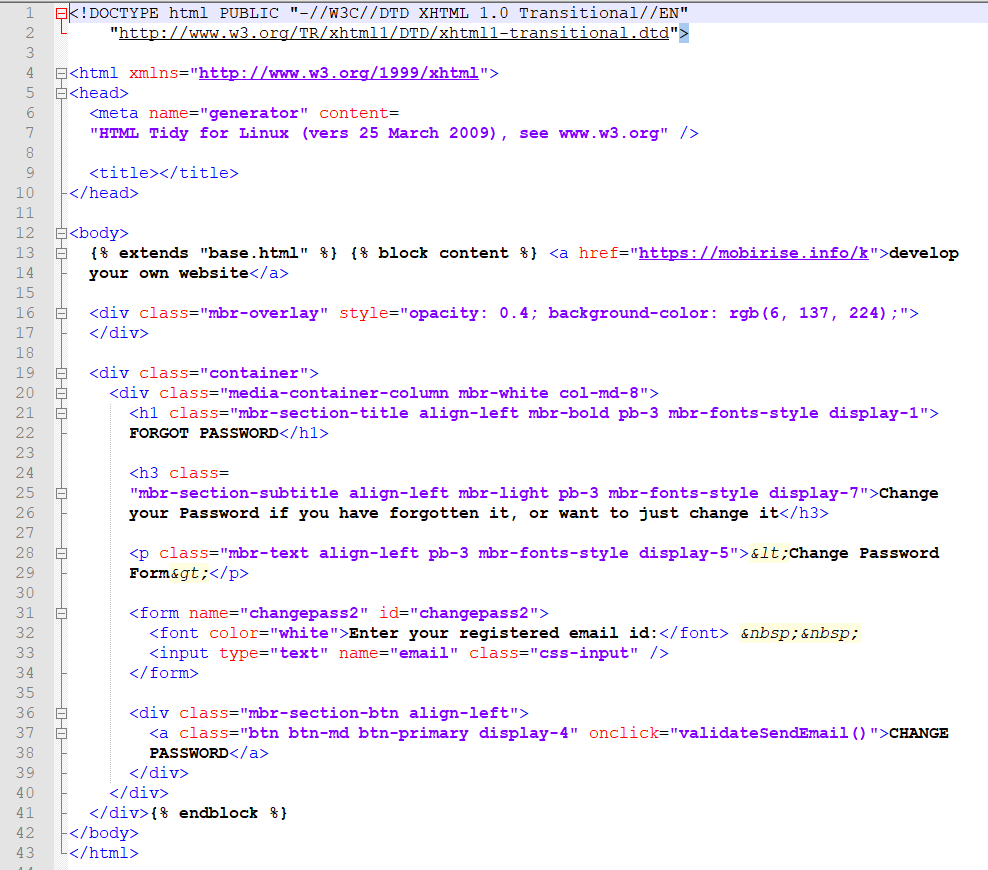 1 <!DOCTYPE html PUBLIC "-//W3C//DTD XHTML 1.0 Transitional//EN"
2 "http://www.w3.org/TR/xhtml1/DTD/xhtml1-transitional.dtd">
3
4 <html xmlns="http://www.w3.org/1999/xhtml">
5 <head>
6 <meta name="generator" content=
7 "HTML Tidy for Linux (vers 25 March 2009), see www.w3.org" />
8
9 <title></title>
10 </head>
11
12 <body>
13 {% extends "base.html" %} {% block content %} <a href="https://mobirise.info/k">develop
14 your own website</a>
15
16 <div class="mbr-overlay" style="opacity: 0.4; background-color: rgb(6, 137, 224);">
17 </div>
18
19 <div class="container">
20 <div class="media-container-column mbr-white col-md-8">
21 <h1 class="mbr-section-title align-left mbr-bold pb-3 mbr-fonts-style display-1">
22 FORGOT PASSWORD</h1>
23
24 <h3 class=
25 "mbr-section-subtitle align-left mbr-light pb-3 mbr-fonts-style display-7">Change
26 your Password if you have forgotten it, or want to just change it</h3>
27
28 <p class="mbr-text align-left pb-3 mbr-fonts-style display-5">&lt;Change Password
29 Form&gt;</p>
30
31 <form name="changepass2" id="changepass2">
32 <font color="white">Enter your registered email id:</font> &nbsp;&nbsp;
33 <input type="text" name="email" class="css-input" />
34 </form>
35
36 <div class="mbr-section-btn align-left">
37 <a class="btn btn-md btn-primary display-4" onclick="validateSendEmail()">CHANGE
38 PASSWORD</a>
39 </div>
40 </div>
41 </div>{% endblock %}
42 </body>
43 </html>